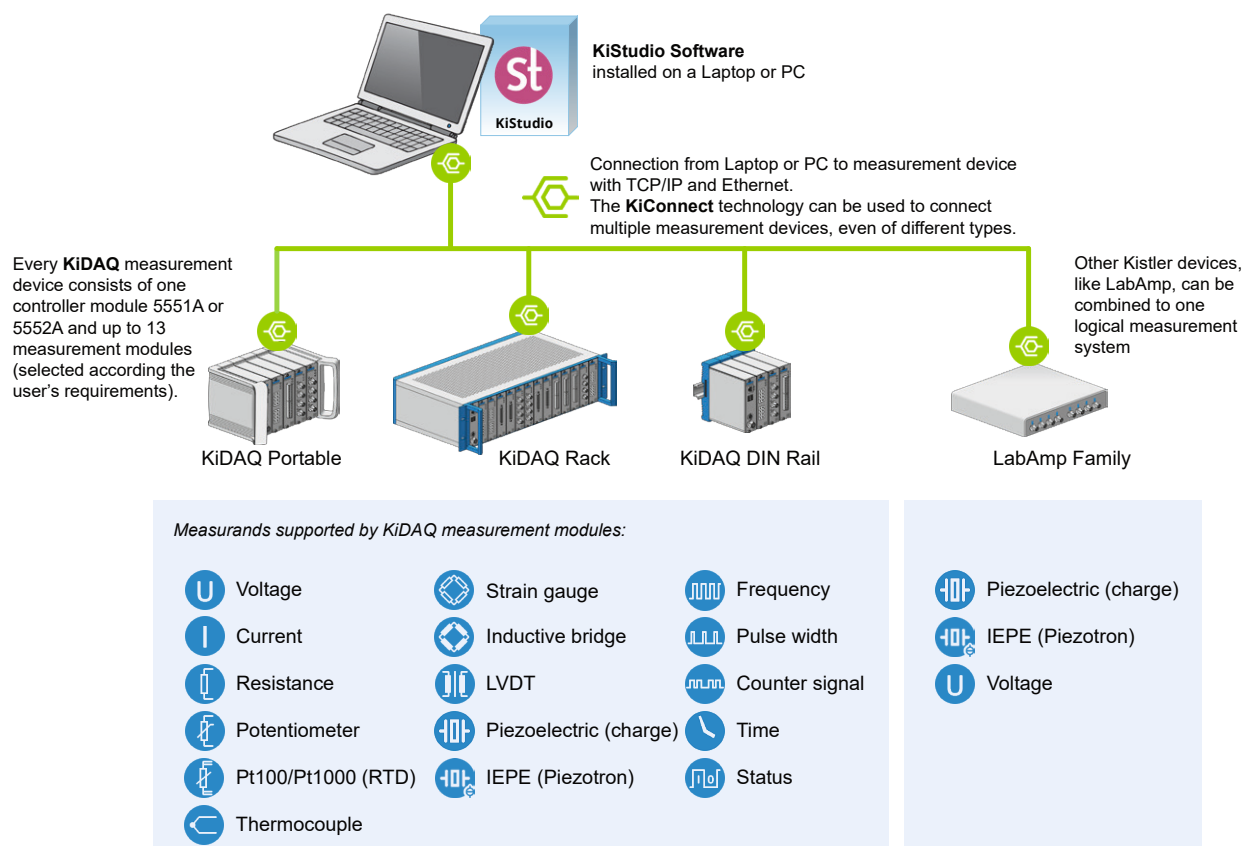 St
KiStudio
KiStudio Software
installed on a Laptop or PC
Connection from Laptop or PC to measurement device
with TCP/IP and Ethernet.
The KiConnect technology can be used to connect
multiple measurement devices, even of different types.
Every KiDAQ measurement
device consists of one
controller module 5551A or
5552A and up to 13
measurement modules
(selected according the
user's requirements).
Other Kistler devices,
like LabAmp, can be
combined to one
logical measurement
system
KiDAQ Portable
KiDAQ Rack
KiDAQ DIN Rail
LabAmp Family
Measurands supported by KiDAQ measurement modules:
U Voltage
I Current
Resistance
Potentiometer
Pt100/Pt1000 (RTD)
Thermocouple
Strain gauge
Inductive bridge
LVDT
Piezoelectric (charge)
IEPE (Piezotron)
Frequency
Pulse width
Counter signal
Time
Status
Piezoelectric (charge)
IEPE (Piezotron)
U Voltage